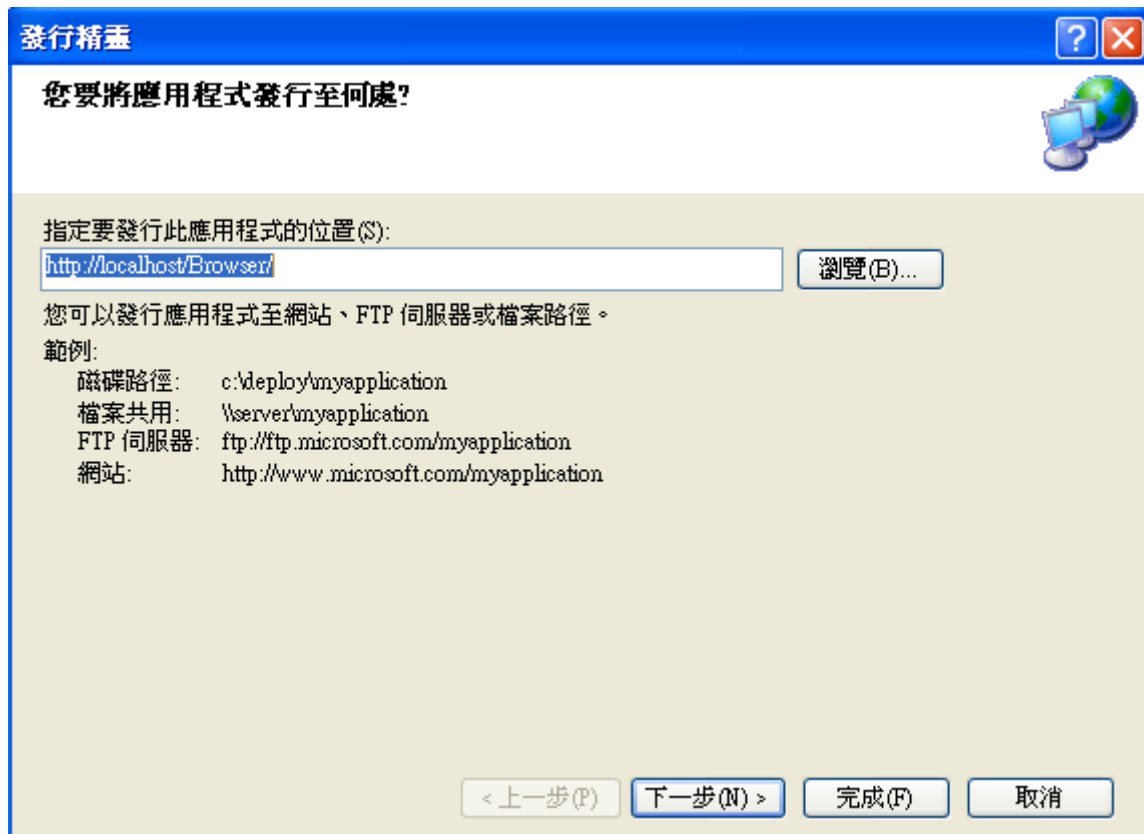 發行精靈
您要將應用程式發行至何處?
指定要發行此應用程式的位置(S):
http://localhost/Browser/
瀏覽(B)...
您可以發行應用程式至網站、FTP 伺服器或檔案路徑。
範例:
磁碟路徑: c:\deploy\myapplication
檔案共用: \\server\myapplication
FTP 伺服器: ftp://ftp.microsoft.com/myapplication
網站: http://www.microsoft.com/myapplication
< 上一步(P) 下一步(N) > 完成(F) 取消